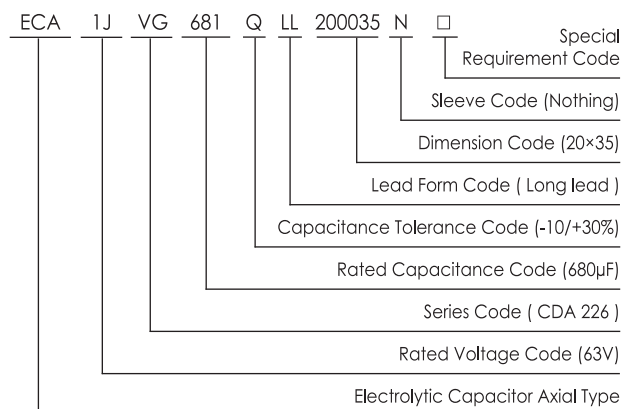 ECA 1J VG 681 Q LL 200035 N □
Special
Requirement Code
Sleeve Code (Nothing)
Dimension Code (20×35)
Lead Form Code ( Long lead )
Capacitance Tolerance Code (-10/+30%)
Rated Capacitance Code (680µF)
Series Code ( CDA 226 )
Rated Voltage Code (63V)
Electrolytic Capacitor Axial Type